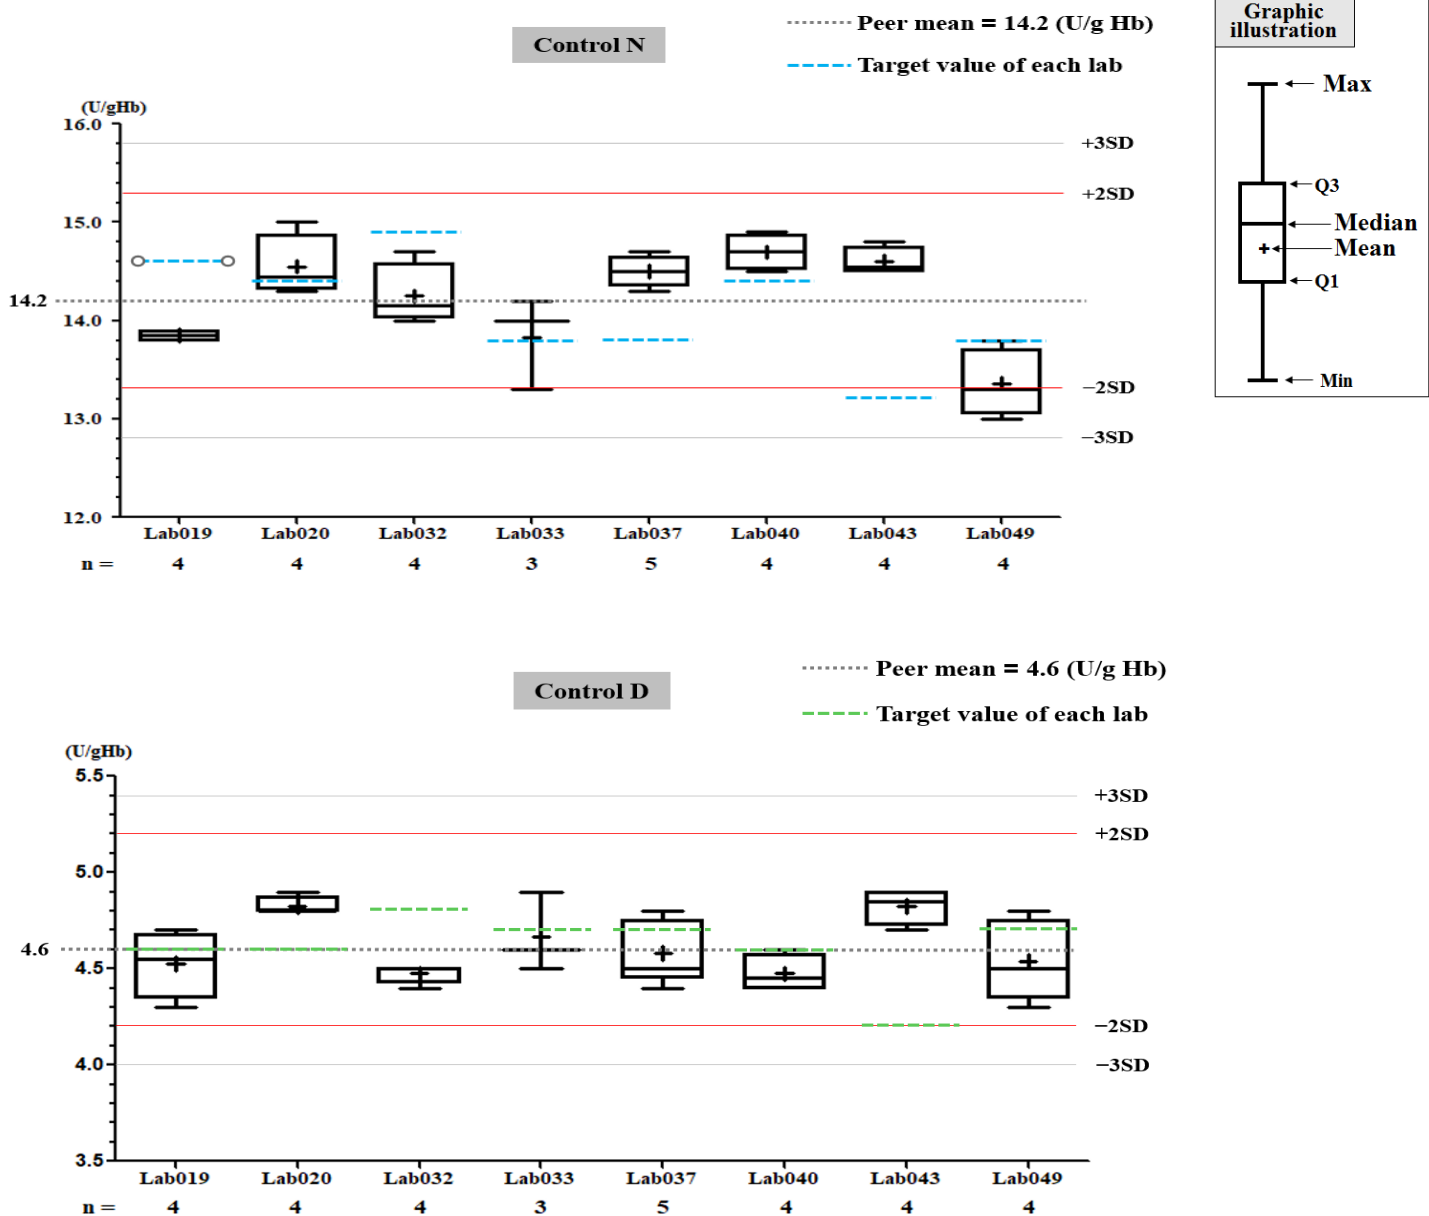 Control N
Peer mean = 14.2 (U/g Hb)
Target value of each lab
Graphic
illustration
Max
Q3
Median
Mean
Q1
Min
(U/gHb)
16.0
+3SD
+2SD
15.0
14.2
14.0
−2SD
13.0
−3SD
12.0
Lab019 Lab020 Lab032 Lab033 Lab037 Lab040 Lab043 Lab049
n = 4 4 4 3 5 4 4 4
Control D
Peer mean = 4.6 (U/g Hb)
Target value of each lab
(U/gHb)
5.5
+3SD
+2SD
5.0
4.6
4.5
−2SD
4.0
−3SD
3.5
Lab019 Lab020 Lab032 Lab033 Lab037 Lab040 Lab043 Lab049
n = 4 4 4 3 5 4 4 4